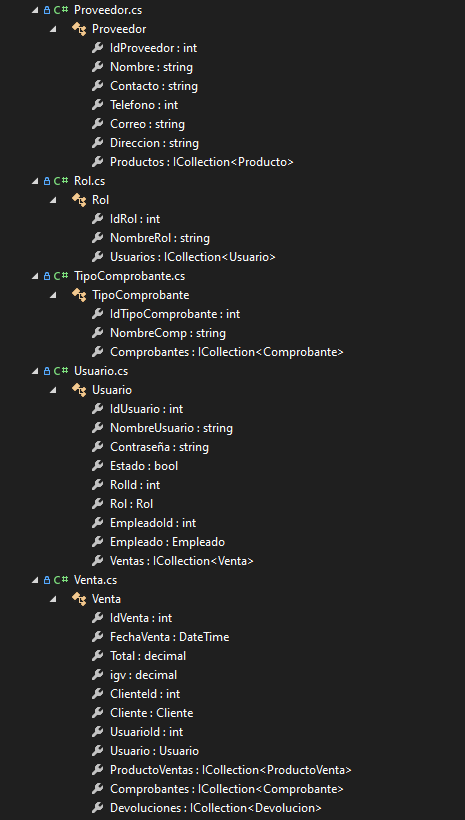 C# Proveedor.cs
Proveedor
IdProveedor : int
Nombre : string
Contacto : string
Telefono : int
Correo : string
Direccion : string
Productos : ICollection<Producto>
C# Rol.cs
Rol
IdRol : int
NombreRol : string
Usuarios : ICollection<Usuario>
C# TipoComprobante.cs
TipoComprobante
IdTipoComprobante : int
NombreComp : string
Comprobantes : ICollection<Comprobante>
C# Usuario.cs
Usuario
IdUsuario : int
NombreUsuario : string
Contraseña : string
Estado : bool
RolId : int
Rol : Rol
EmpleadoId : int
Empleado : Empleado
Ventas : ICollection<Venta>
C# Venta.cs
Venta
IdVenta : int
FechaVenta : DateTime
Total : decimal
igv : decimal
ClienteId : int
Cliente : Cliente
UsuarioId : int
Usuario : Usuario
ProductoVentas : ICollection<ProductoVenta>
Comprobantes : ICollection<Comprobante>
Devoluciones : ICollection<Devolucion>